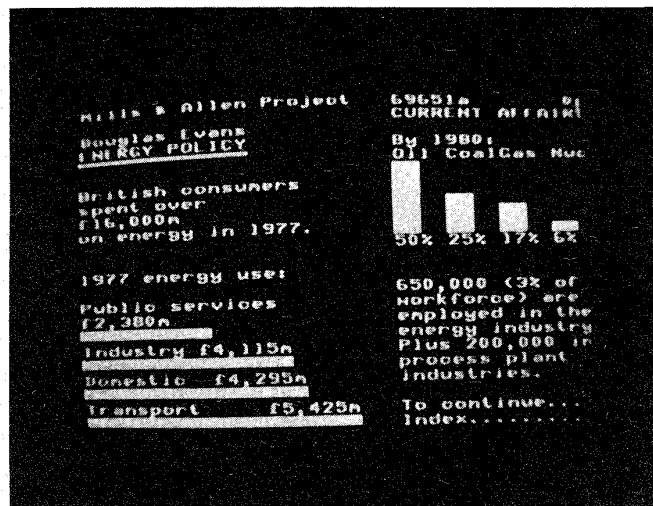 Mills & Allen Project
Douglas Evans
ENERGY POLICY
British consumers
spent over
£16,000m
on energy in 1977.
1977 energy use:
Public services
£2,380m
Industry £4,115m
Domestic £4,295m
Transport £5,425m
69651a
CURRENT AFFAIR
By 1980:
Oil CoalGas Nuc
50% 25% 17% 6%
650,000 (3% of
workforce) are
employed in the
energy industry
Plus 200,000 in
process plant
industries.
To continue...
Index.........